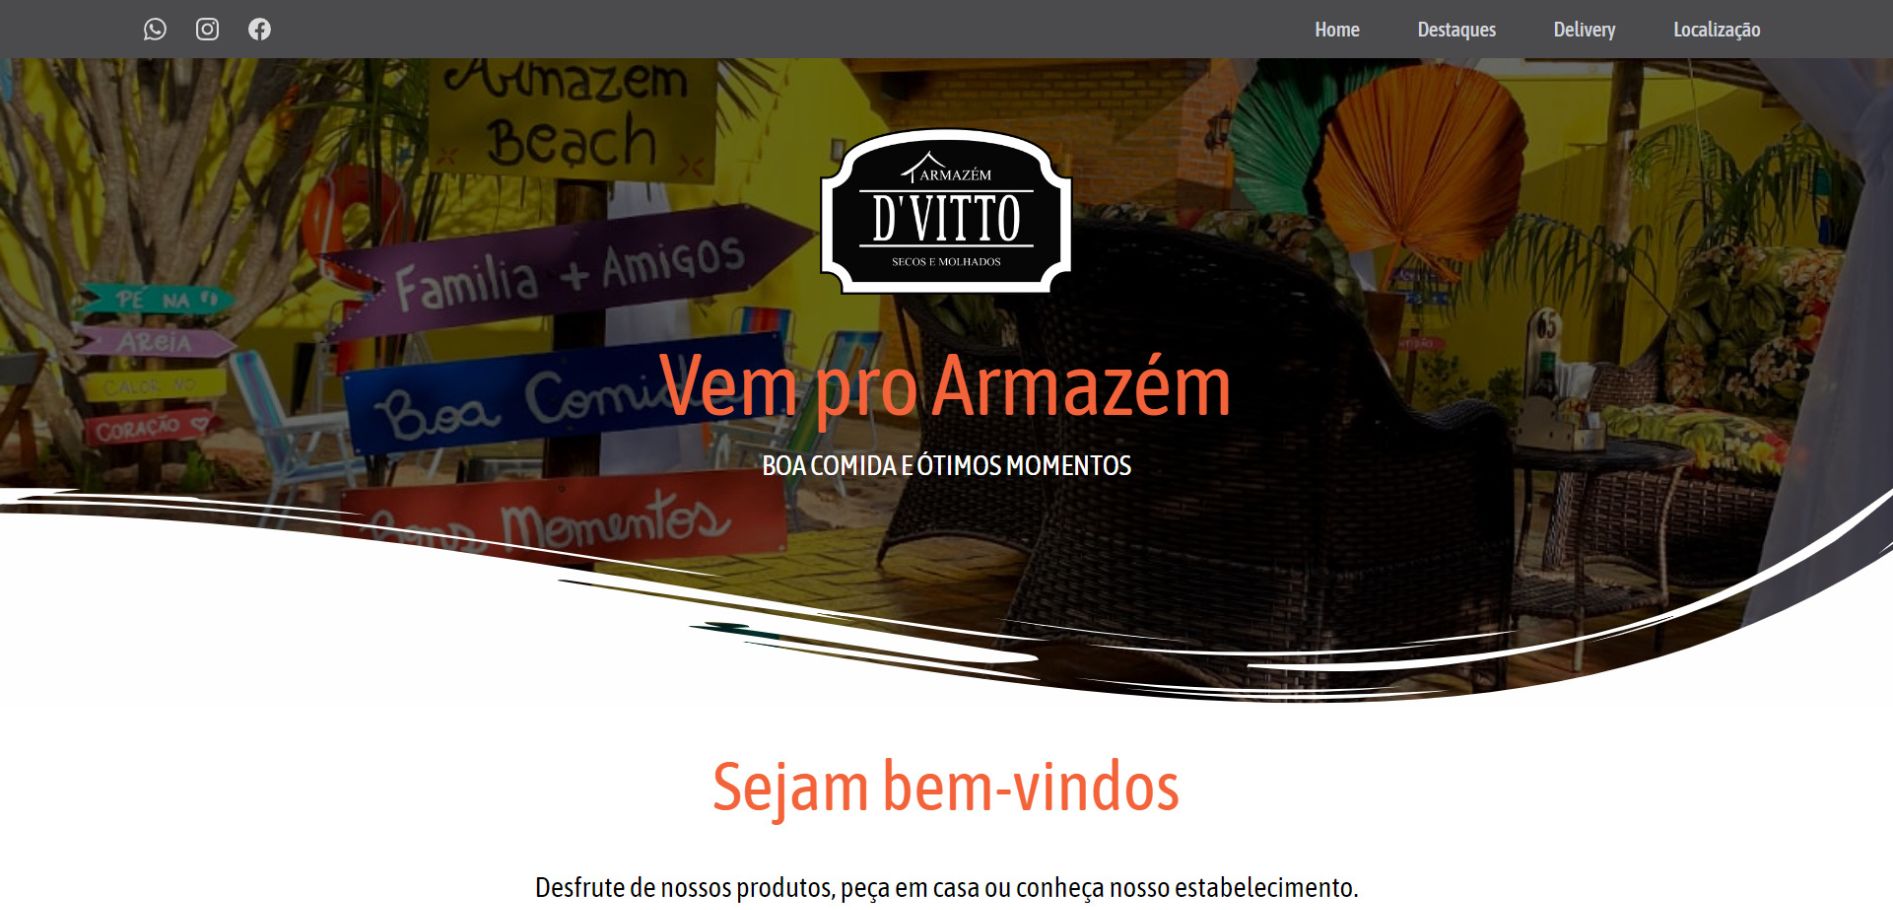 Home Destaques Delivery Localização
Armazem
Beach
ARMAZÉM
D'VITTO
SECOS E MOLHADOS
Familia + Amigos
PÉ NA
AREIA
CALOR NO
CORAÇÃO
65
Boa Comida
Vem pro Armazém
BOA COMIDA E ÓTIMOS MOMENTOS
Bons Momentos
Sejam bem-vindos
Desfrute de nossos produtos, peça em casa ou conheça nosso estabelecimento.